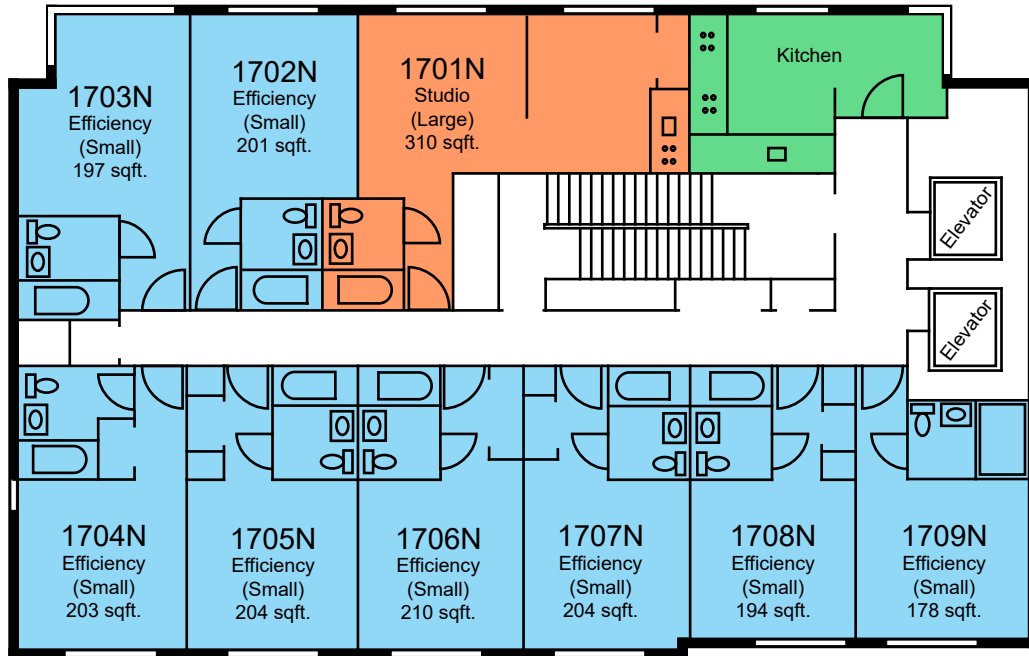 1703N
Efficiency
(Small)
197 sqft.
1702N
Efficiency
(Small)
201 sqft.
1701N
Studio
(Large)
310 sqft.
Kitchen
Elevator
Elevator
1704N
Efficiency
(Small)
203 sqft.
1705N
Efficiency
(Small)
204 sqft.
1706N
Efficiency
(Small)
210 sqft.
1707N
Efficiency
(Small)
204 sqft.
1708N
Efficiency
(Small)
194 sqft.
1709N
Efficiency
(Small)
178 sqft.